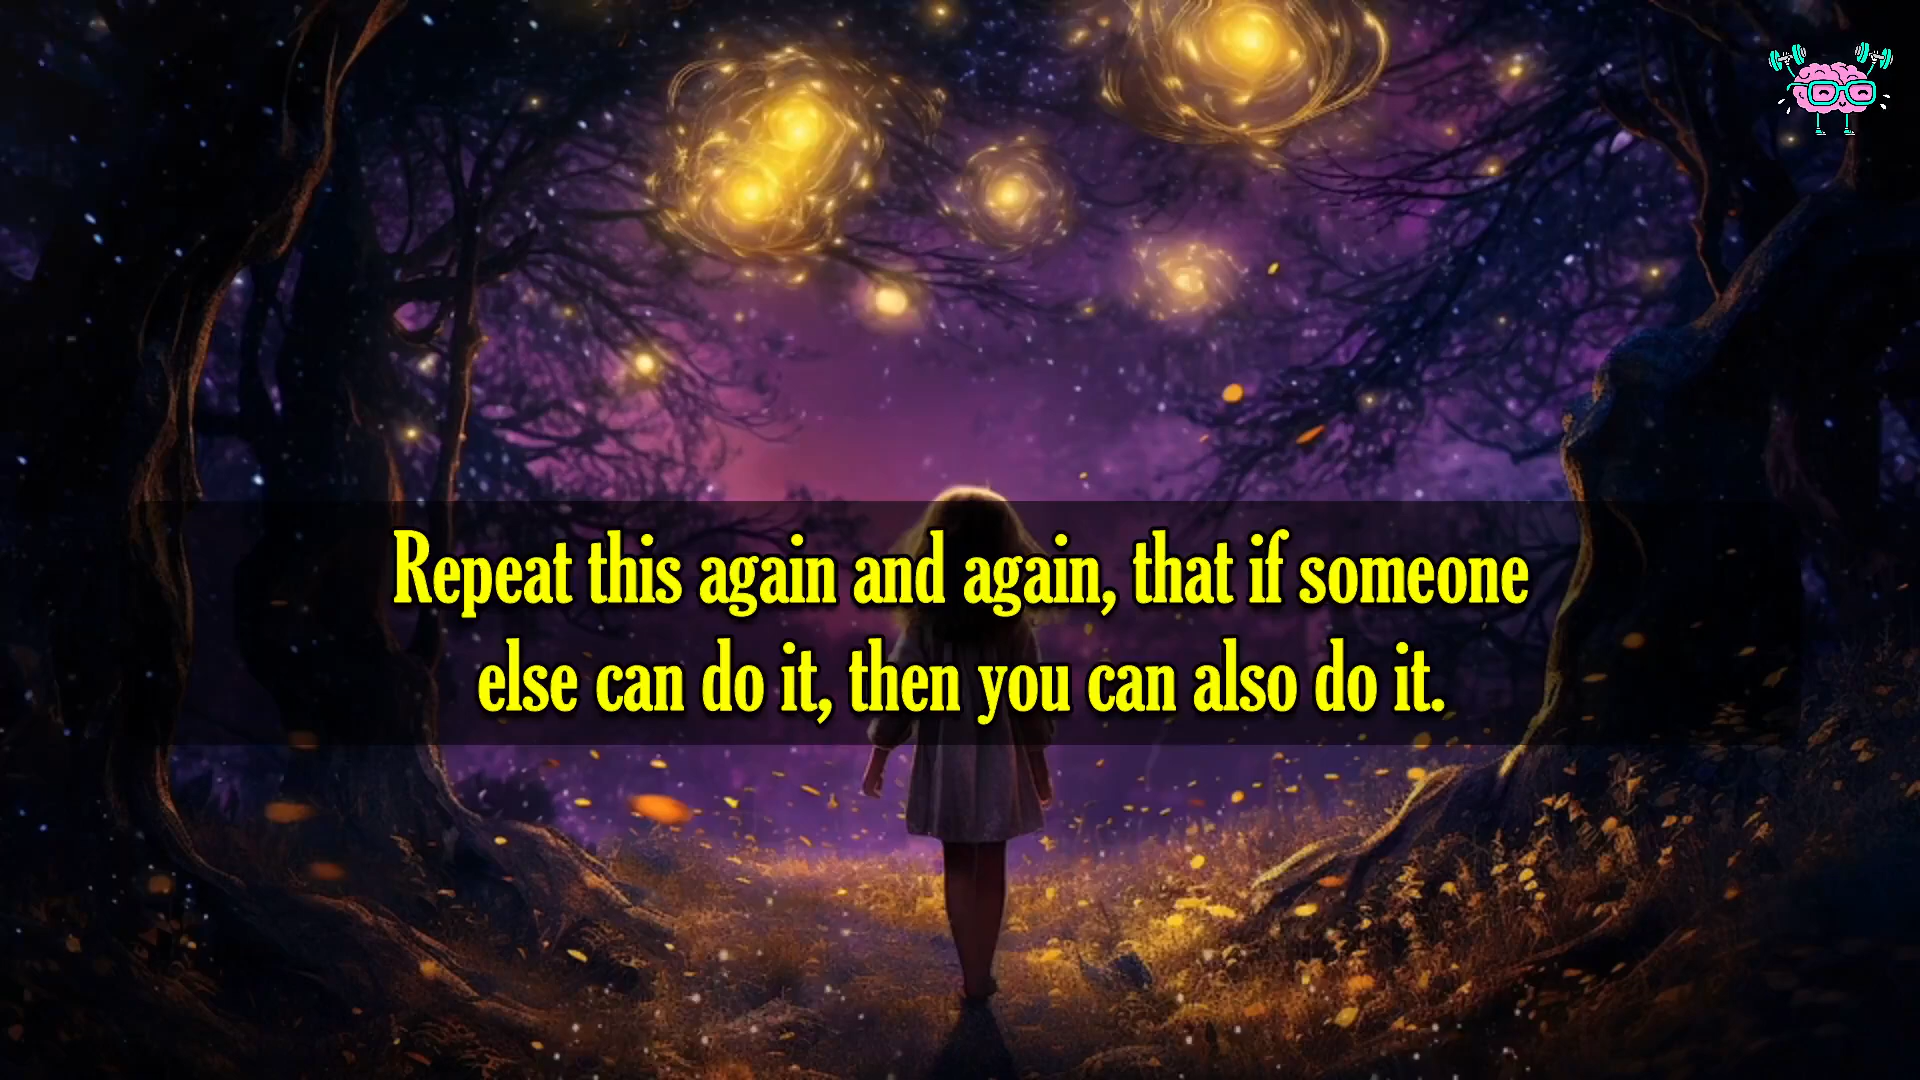 Repeat this again and again, that if someone
else can do it, then you can also do it.